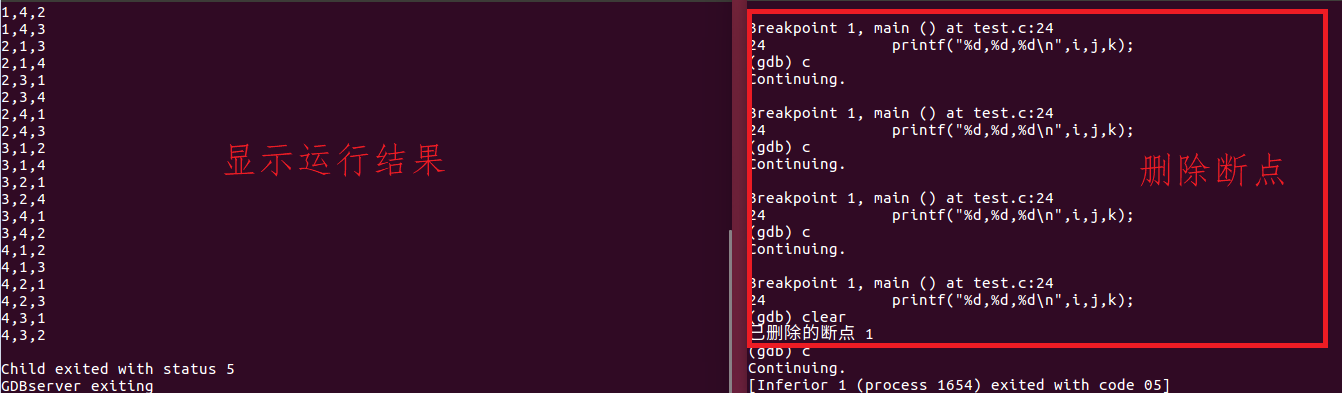 1,4,2
1,4,3
2,1,3
2,1,4
2,3,1
2,3,4
2,4,1
2,4,3
3,1,2
3,1,4
3,2,1
3,2,4
3,4,1
3,4,2
4,1,2
4,1,3
4,2,1
4,2,3
4,3,1
4,3,2
Child exited with status 5
GDBserver exiting
显示运行结果
Breakpoint 1, main () at test.c:24
24 printf("%d,%d,%d\n",i,j,k);
(gdb) c
Continuing.
Breakpoint 1, main () at test.c:24
24 printf("%d,%d,%d\n",i,j,k);
(gdb) c
Continuing.
Breakpoint 1, main () at test.c:24
24 printf("%d,%d,%d\n",i,j,k);
(gdb) c
Continuing.
Breakpoint 1, main () at test.c:24
24 printf("%d,%d,%d\n",i,j,k);
(gdb) clear
已删除的断点 1
(gdb) c
Continuing.
[Inferior 1 (process 1654) exited with code 05]
删除断点